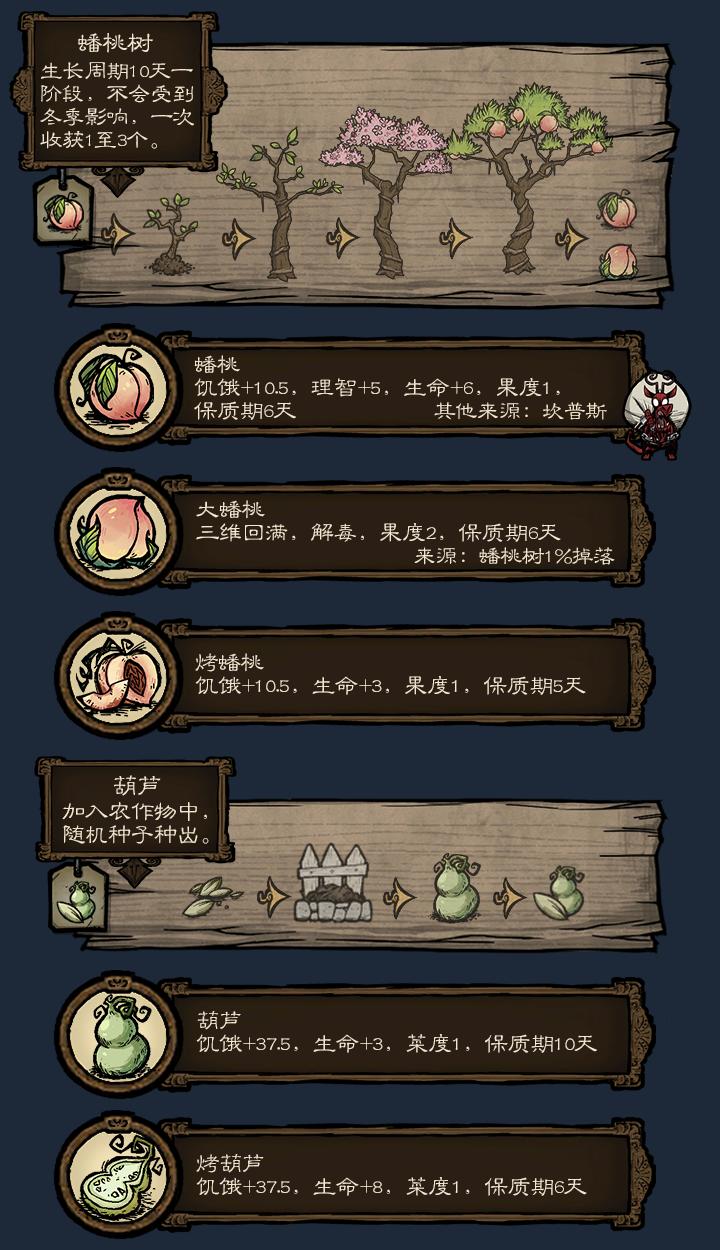 蟠桃树
生长周期10天一
阶段，不会受到
冬季影响，一次
收获1至3个。
蟠桃
饥饿+10.5，理智+5，生命+6，果度1，
保质期6天 其他来源：坎普斯
大蟠桃
三维回满，解毒，果度2，保质期6天
来源：蟠桃树1%掉落
烤蟠桃
饥饿+10.5，生命+3，果度1，保质期5天
葫芦
加入农作物中，
随机种子种出。
葫芦
饥饿+37.5，生命+3，菜度1，保质期10天
烤葫芦
饥饿+37.5，生命+8，菜度1，保质期6天